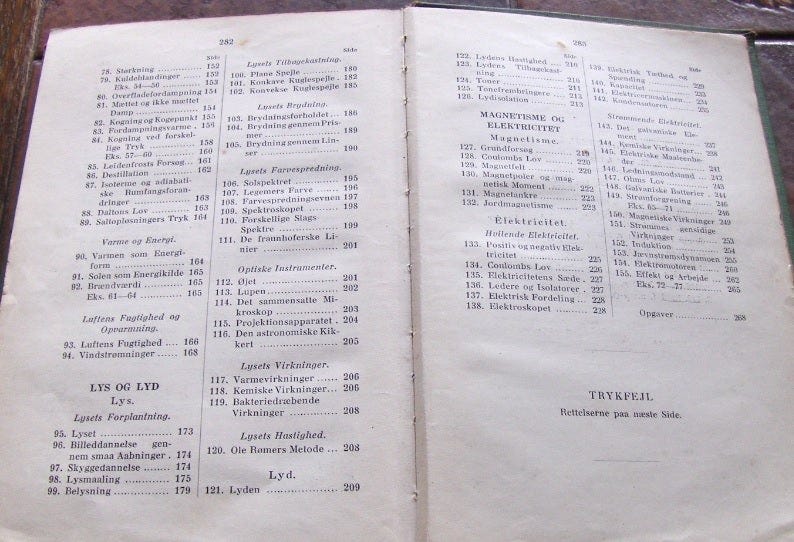 282
Side
78. Størkning ........ 152
79. Kuldeblandinger ...... 152
Eks. 54—56 ........ 153
80. Overfladefordampning 154
81. Mættet og ikke mættet
Damp ............ 154
82. Kogning og Kogepunkt 155
83. Fordampningsvarme . 156
84. Kogning ved forskel-
lige Tryk ........ 158
Eks. 57—60 ........ 160
85. Leidenfrosts Forsøg... 161
86. Destillation ........ 162
87. Isoterme og adiabati-
ske Rumfangsforan-
dringer ............ 163
88. Daltons Lov ........ 163
89. Saltopløsningers Tryk 164
Varme og Energi.
90. Varmen som Energi-
form .............. 164
91. Solen som Energikilde 165
92. Brændværdi ........ 165
Eks. 61—64 ........ 165
Luftens Fugtighed og
Opvarmning.
93. Luftens Fugtighed ... 166
94. Vindstrømninger ..... 168
LYS OG LYD
Lys.
Lysets Forplantning.
95. Lyset .............. 173
96. Billeddannelse gen-
nem smaa Aabninger . 174
97. Skyggedannelse ...... 174
98. Lysmaaling .......... 175
99. Belysning ............ 179
Lysets Tilbagekastning.
Side
100. Plane Spejle ........ 180
101. Konkave Kuglespejle . 182
102. Konvekse Kuglespejle 185
Lysets Brydning.
103. Brydningsforholdet .. 186
104. Brydning gennem Pris-
mer ................ 189
105. Brydning gennem Lin-
ser ................ 190
Lysets Farvespredning.
106. Solspektret ........ 195
107. Legemers Farve ..... 196
108. Farvespredningsevnen 197
109. Spektroskopet ...... 198
110. Forskellige Slags
Spektre ............ 199
111. De fraunhoferske Li-
nier ................ 201
Optiske Instrumenter.
112. Øjet ................ 201
113. Lupen .............. 202
114. Det sammensatte Mi-
kroskop ............ 203
115. Projektionsapparatet . 204
116. Den astronomiske Kik-
kert ................ 205
Lysets Virkninger.
117. Varmevirkninger ...... 206
118. Kemiske Virkninger... 206
119. Bakteriedræbende
Virkninger .......... 208
Lysets Hastighed.
120. Ole Rømers Metode ... 208
Lyd.
121. Lyden .............. 209
283
Side
122. Lydens Hastighed ... 210
123. Lydens Tilbagekast-
ning .............. 210
124. Toner .............. 210
125. Tonefrembringere .... 211
126. Lydisolation ........ 213
MAGNETISME OG
ELEKTRICITET
Magnetisme.
127. Grundforsøg ........ 219
128. Coulombs Lov ...... 219
129. Magnetfelt .......... 220
130. Magnetpoler og mag-
netisk Moment ...... 222
131. Magnetankre ........ 223
132. Jordmagnetisme ..... 223
Elektricitet.
Hvilende Elektricitet.
133. Positiv og negativ Elek-
tricitet ............ 225
134. Coulombs Lov ...... 226
135. Elektricitetens Sæde.. 227
136. Ledere og Isolatorer .. 227
137. Elektrisk Fordeling ... 228
138. Elektroskopet ........ 228
Side
139. Elektrisk Tæthed og
Spænding .......... 229
140. Kapacitet .......... 233
141. Elektricermaskinen .. 234
142. Kondensatoren ...... 235
Strømmende Elektricitet.
143. Det galvaniske Ele-
ment .............. 237
144. Kemiske Virkninger.. 238
145. Elektriske Maaleenhe-
der ................ 241
146. Ledningsmodstand ... 242
147. Ohms Lov .......... 243
148. Galvaniske Batterier . 243
149. Strømforgrening .... 246
Eks. 65—71 ........ 246
150. Magnetiske Virkninger 249
151. Strømmes gensidige
Virkninger .......... 253
152. Induktion .......... 254
153. Jævnstrømsdynamoen 255
154. Elektromotoren ...... 260
155. Effekt og Arbejde ... 262
Eks. 72—77 ........ 265
Opgaver .......... 268
TRYKFEJL
Rettelserne paa næste Side.